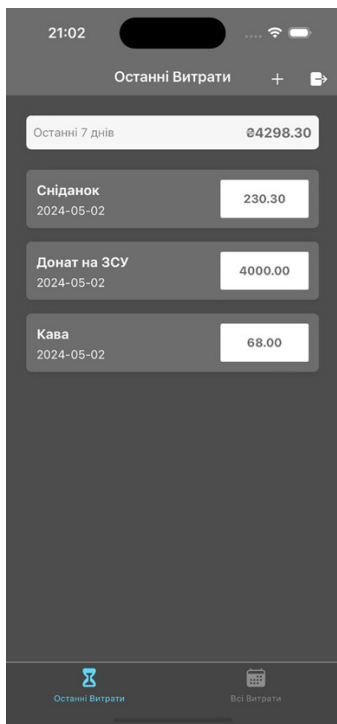 21:02
Останні Витрати +
Останні 7 днів ₴4298.30
Сніданок
2024-05-02
230.30
Донат на ЗСУ
2024-05-02
4000.00
Кава
2024-05-02
68.00
Останні Витрати
Всі Витрати